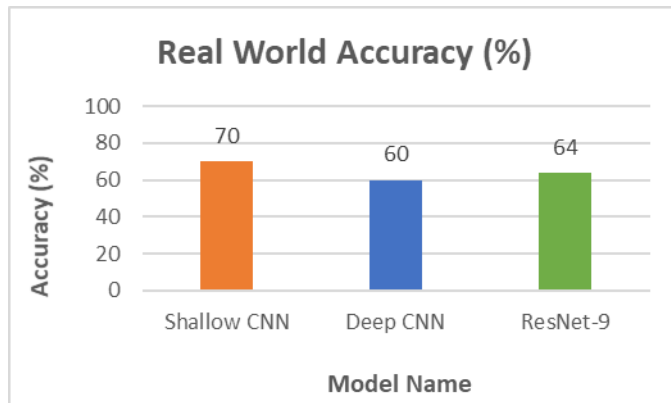 Real World Accuracy (%)
Accuracy (%)
100
80
60
40
20
0
70
60
64
Shallow CNN
Deep CNN
ResNet-9
Model Name